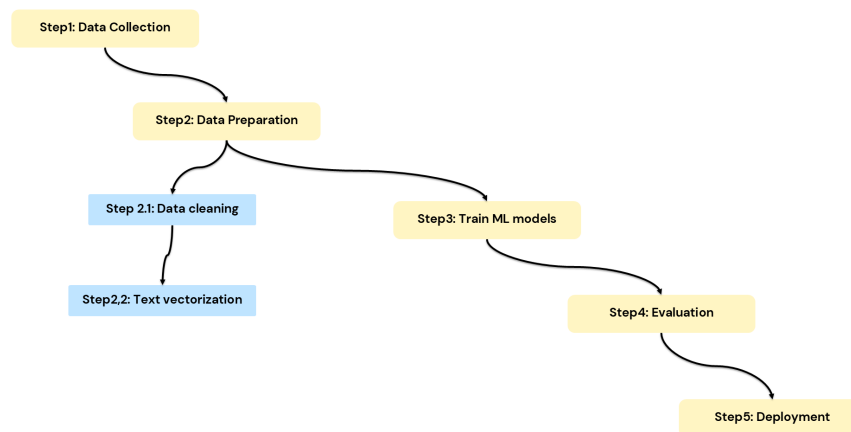 Step1: Data Collection
Step2: Data Preparation
Step 2.1: Data cleaning
Step3: Train ML models
Step2,2: Text vectorization
Step4: Evaluation
Step5: Deployment